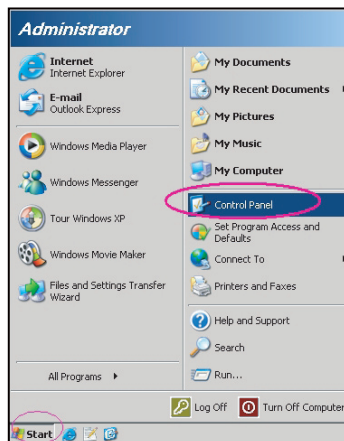 Administrator
Internet
Internet Explorer
E-mail
Outlook Express
Windows Media Player
Windows Messenger
Tour Windows XP
Windows Movie Maker
Files and Settings Transfer
Wizard
All Programs
My Documents
My Recent Documents
My Pictures
My Music
My Computer
Control Panel
Set Program Access and
Defaults
Connect To
Printers and Faxes
Help and Support
Search
Run...
Log Off
Turn Off Computer
Start